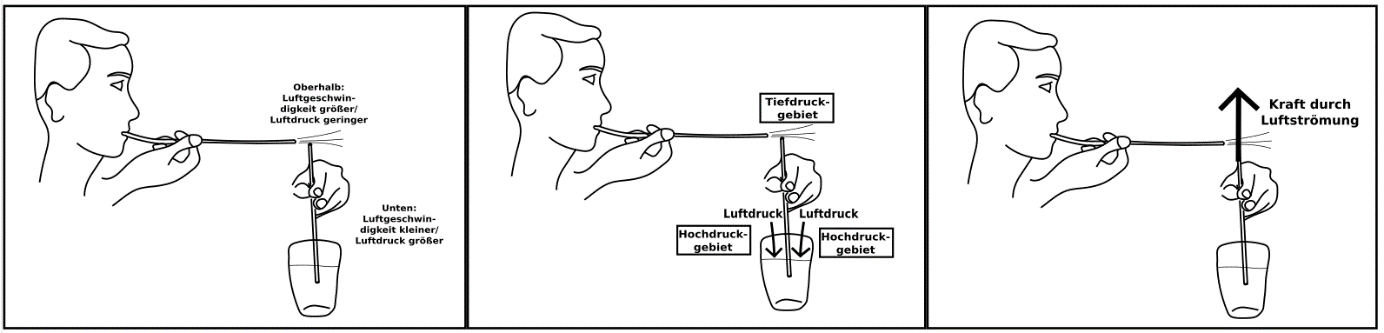 Oberhalb:
Luftgeschwin-
digkeit größer/
Luftdruck geringer
Unten:
Luftgeschwin-
digkeit kleiner/
Luftdruck größer
Tiefdruck-
gebiet
Luftdruck
Luftdruck
Hochdruck-
gebiet
Hochdruck-
gebiet
Kraft durch
Luftströmung